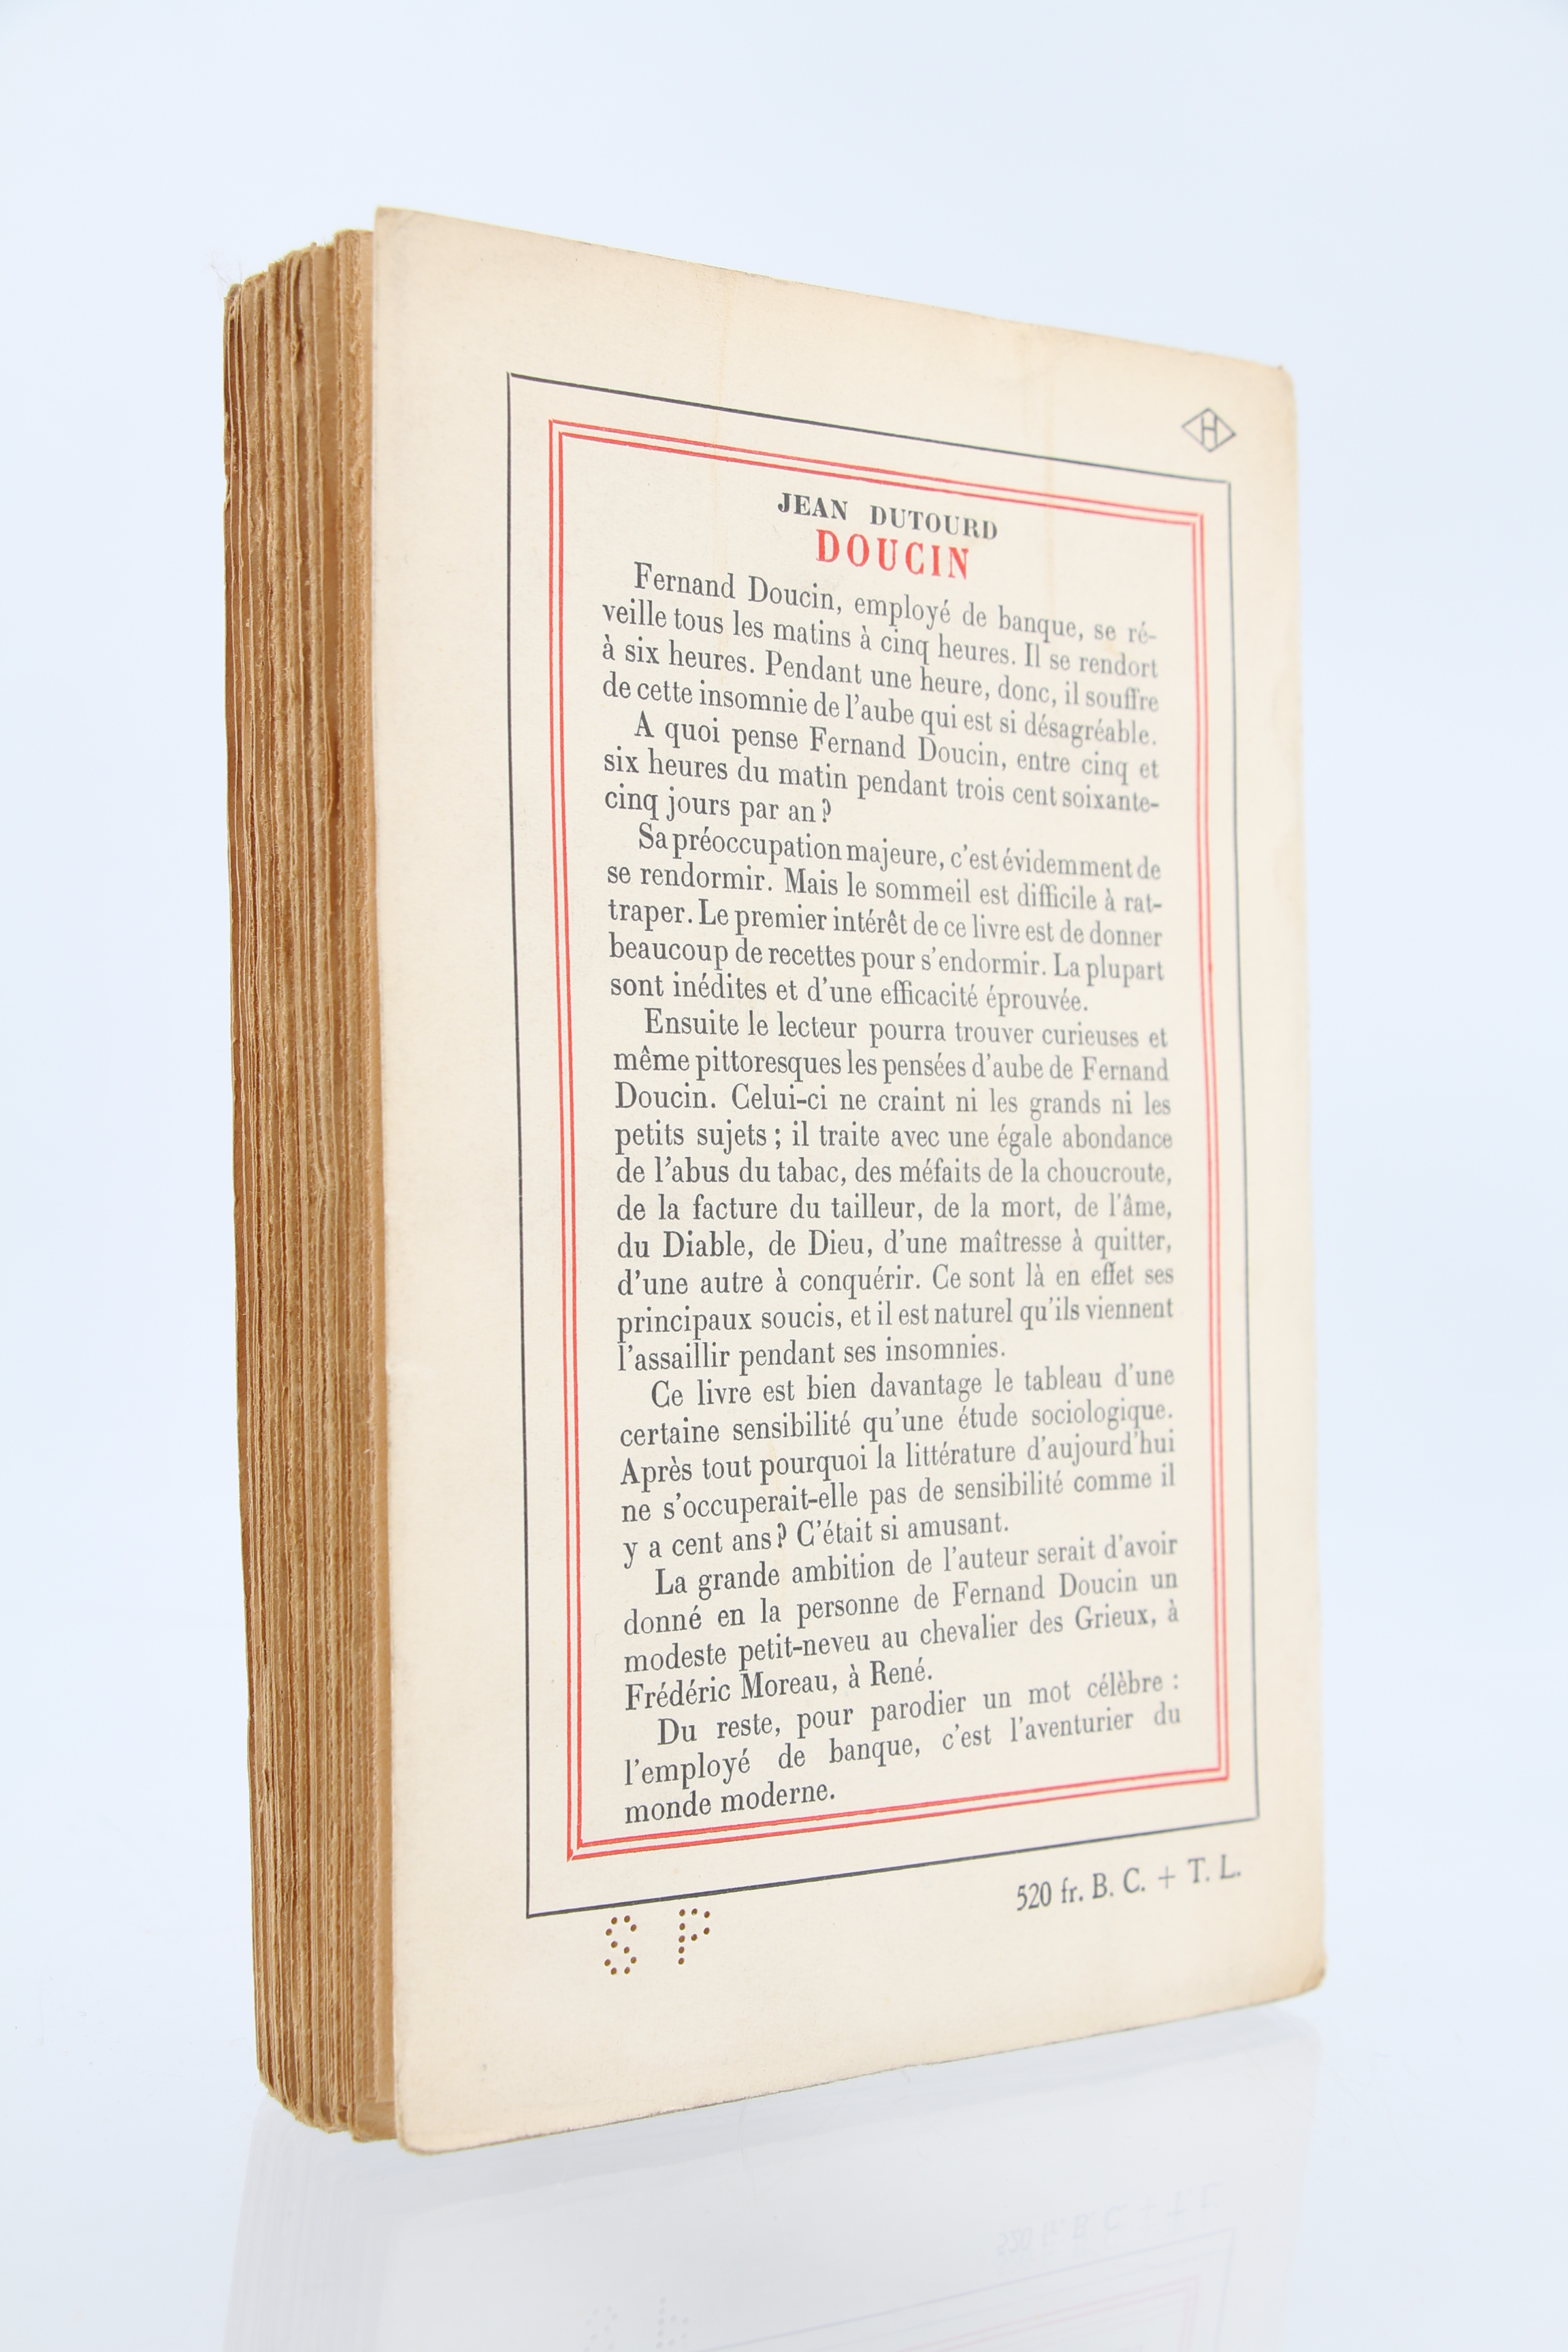 H
JEAN DUTOURD
DOUCIN
Fernand Doucin, employé de banque, se ré-
veille tous les matins à cinq heures. Il se rendort
à six heures. Pendant une heure, donc, il souffre
de cette insomnie de l'aube qui est si désagréable.
A quoi pense Fernand Doucin, entre cinq et
six heures du matin pendant trois cent soixante-
cinq jours par an ?
Sa préoccupation majeure, c'est évidemment de
se rendormir. Mais le sommeil est difficile à rat-
traper. Le premier intérêt de ce livre est de donner
beaucoup de recettes pour s'endormir. La plupart
sont inédites et d'une efficacité éprouvée.
Ensuite le lecteur pourra trouver curieuses et
même pittoresques les pensées d'aube de Fernand
Doucin. Celui-ci ne craint ni les grands ni les
petits sujets ; il traite avec une égale abondance
de l'abus du tabac, des méfaits de la choucroute,
de la facture du tailleur, de la mort, de l'âme,
du Diable, de Dieu, d'une maîtresse à quitter,
d'une autre à conquérir. Ce sont là en effet ses
principaux soucis, et il est naturel qu'ils viennent
l'assaillir pendant ses insomnies.
Ce livre est bien davantage le tableau d'une
certaine sensibilité qu'une étude sociologique.
Après tout pourquoi la littérature d'aujourd'hui
ne s'occuperait-elle pas de sensibilité comme il
y a cent ans ? C'était si amusant.
La grande ambition de l'auteur serait d'avoir
donné en la personne de Fernand Doucin un
modeste petit-neveu au chevalier des Grieux, à
Frédéric Moreau, à René.
Du reste, pour parodier un mot célèbre :
l'employé de banque, c'est l'aventurier du
monde moderne.
520 fr. B. C. + T. L.
S P